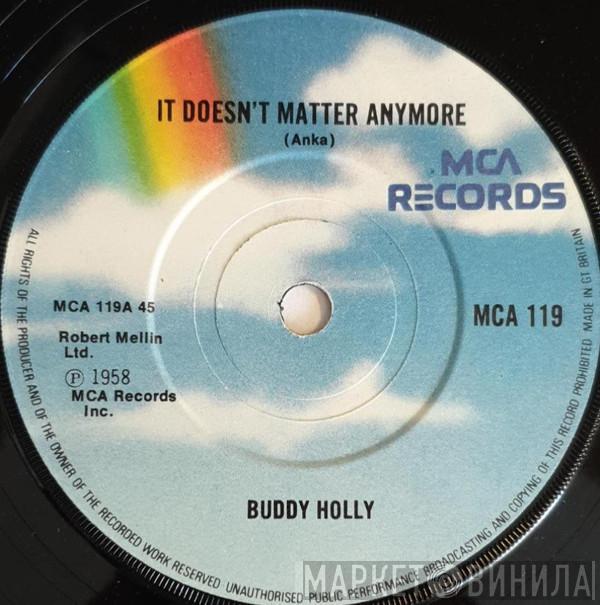 IT DOESN'T MATTER ANYMORE
(Anka)
MCA
RECORDS
MCA 119A 45
MCA 119
Robert Mellin
Ltd.
Ⓟ 1958
MCA Records
Inc.
BUDDY HOLLY
ALL RIGHTS OF THE PRODUCER AND OF THE OWNER OF THE RECORDED WORK RESERVED UNAUTHORISED PUBLIC PERFORMANCE BROADCASTING AND COPYING OF THIS RECORD PROHIBITED MADE IN GT BRITAIN
МАРКЕТ ВИНИЛА